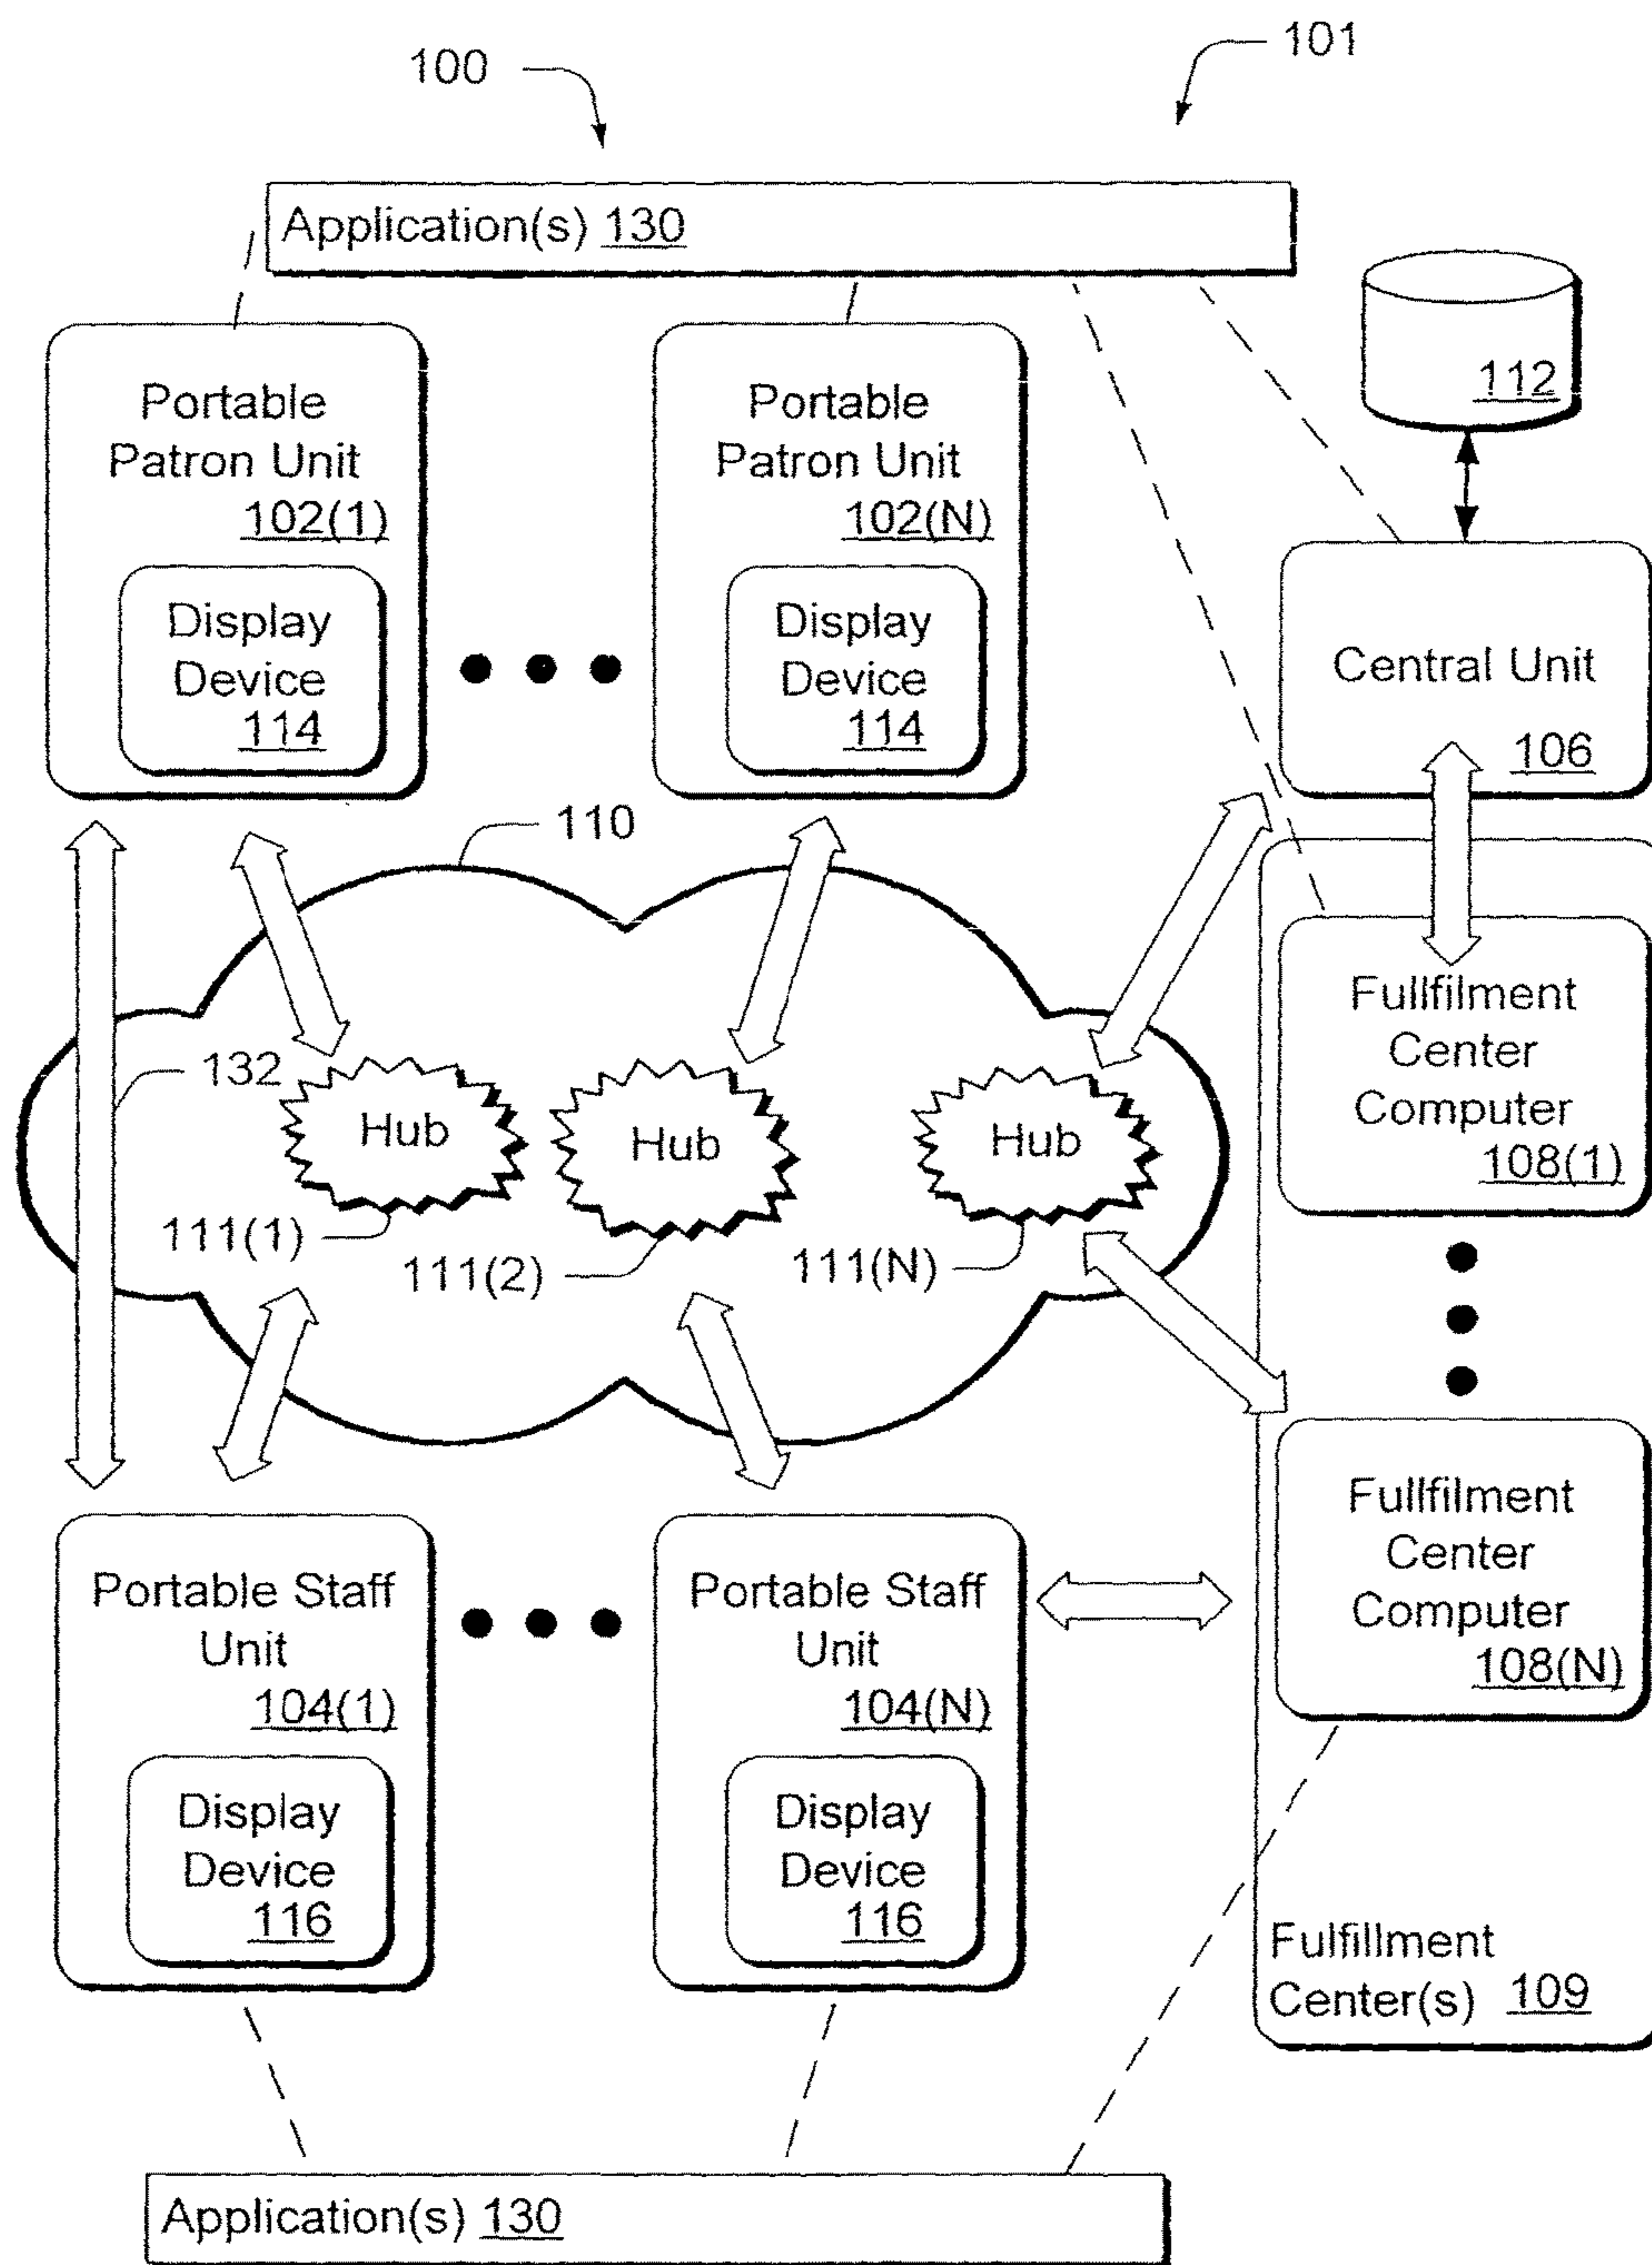 100
101
Application(s) 130
112
Portable
Patron Unit
102(1)
Display
Device
114
Portable
Patron Unit
102(N)
Display
Device
114
Central Unit
106
110
132
Hub
Hub
Hub
111(1)
111(2)
111(N)
Fullfilment
Center
Computer
108(1)
Fullfilment
Center
Computer
108(N)
Portable Staff
Unit
104(1)
Display
Device
116
Portable Staff
Unit
104(N)
Display
Device
116
Fulfillment
Center(s) 109
Application(s) 130